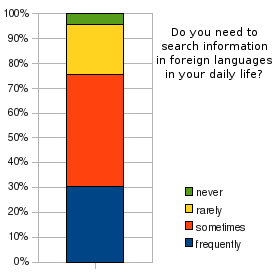 100%
90%
80%
70%
60%
50%
40%
30%
20%
10%
0%
Do you need to
search information
in foreign languages
in your daily life?
never
rarely
sometimes
frequently